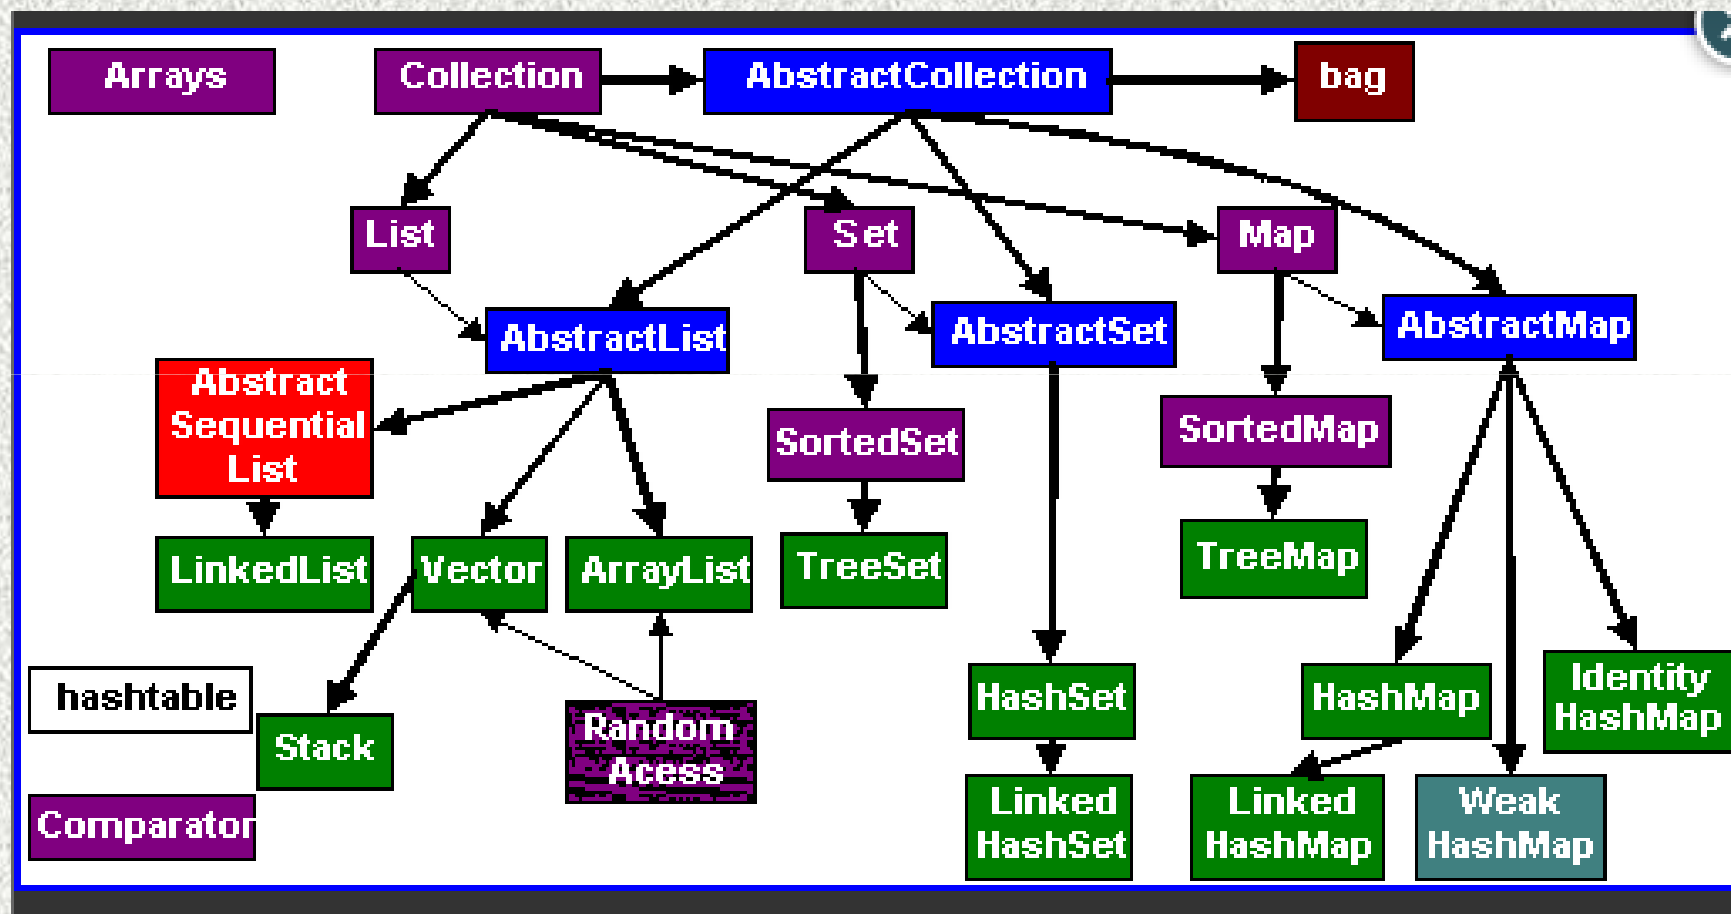 Arrays
Collection
AbstractCollection
bag
List
Set
Map
AbstractList
AbstractSet
AbstractMap
Abstract
Sequential
List
SortedSet
SortedMap
LinkedList
Vector
ArrayList
TreeSet
TreeMap
hashtable
Stack
Random
Acess
HashSet
HashMap
Identity
HashMap
Comparator
Linked
HashSet
Linked
HashMap
Weak
HashMap